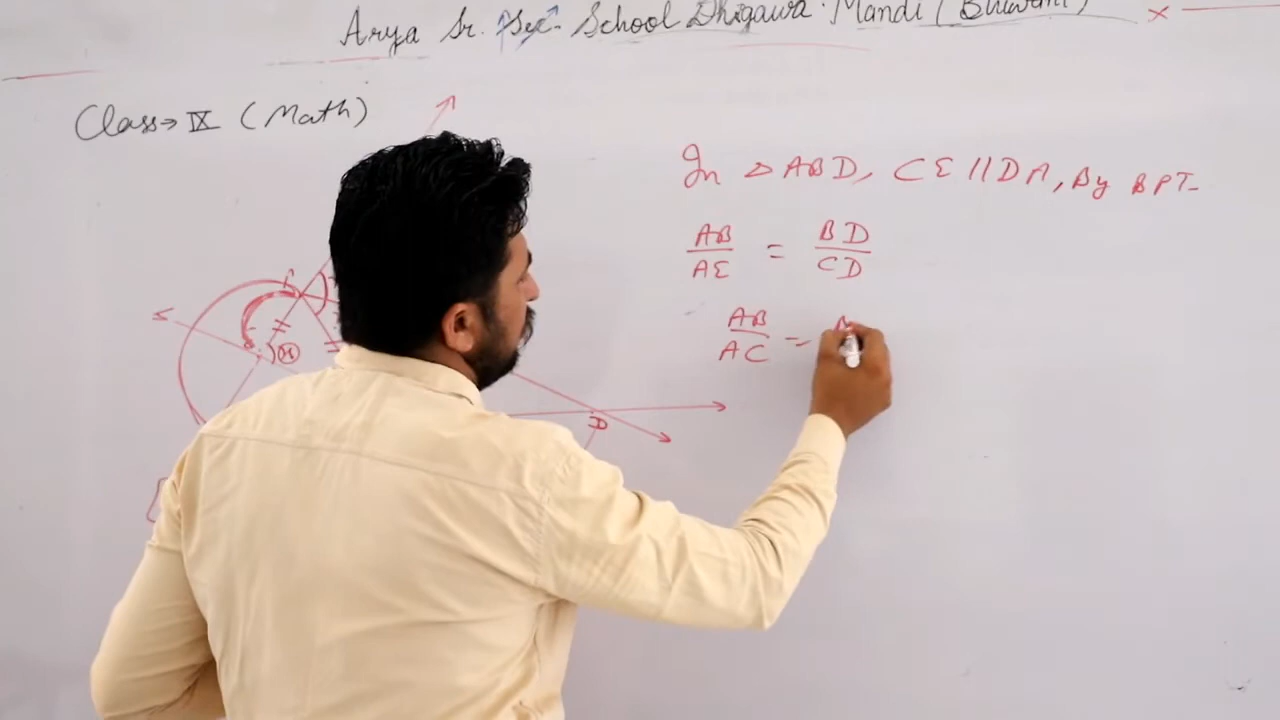 Arya Sr. Sec. School Dhigawa Mandi (Bhiwani)
Class → IX (Math)
In △ABD, CE || DA, By BPT-
AB/AE = BD/CD
AB/AC =
D